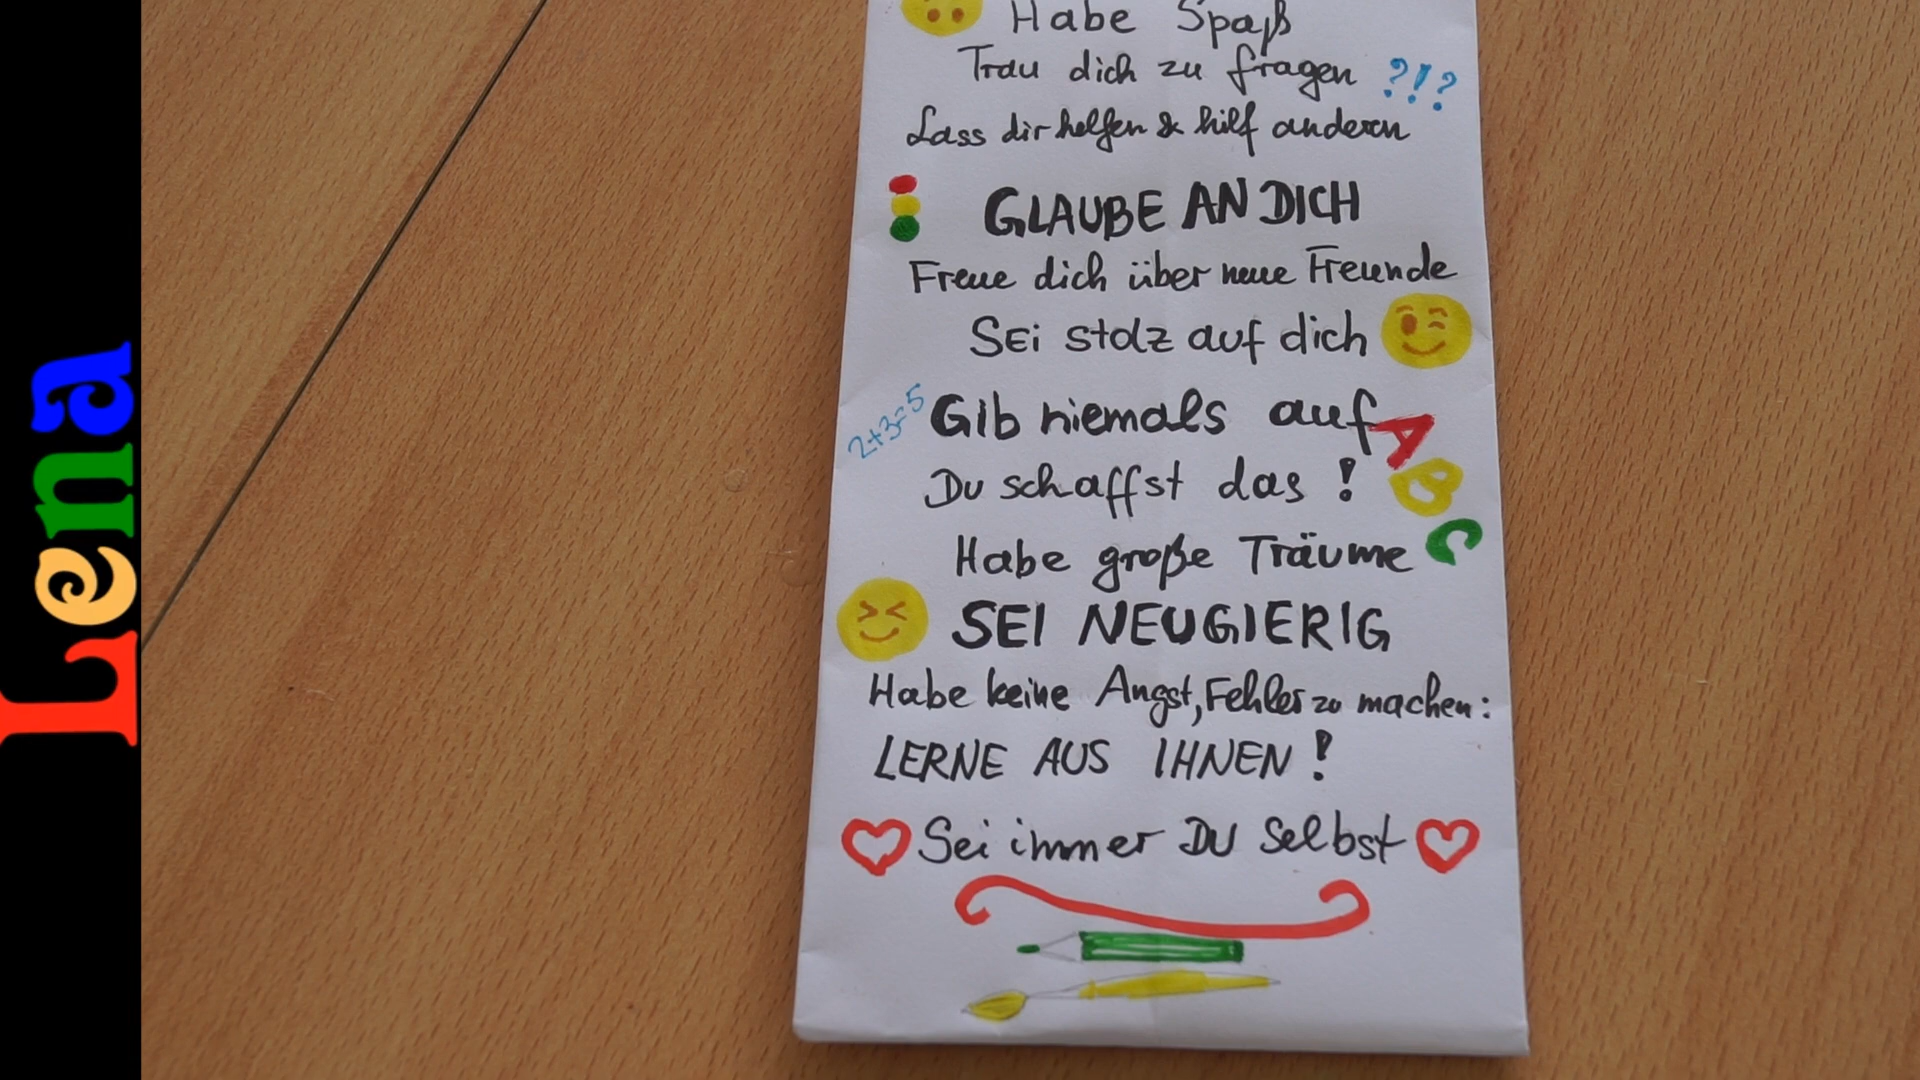 Lena
Habe Spaß
Trau dich zu fragen ?!?
Lass dir helfen & hilf anderen
GLAUBE AN DICH
Freue dich über neue Freunde
SEi stolz auf dich
2+3=5
Gib niemals auf
A
Du schaffst das !
B
Habe große Träume
C
SEI NEUGIERIG
Habe keine Angst, Fehler zu machen:
LERNE AUS IHNEN !
Sei immer DU Selbst